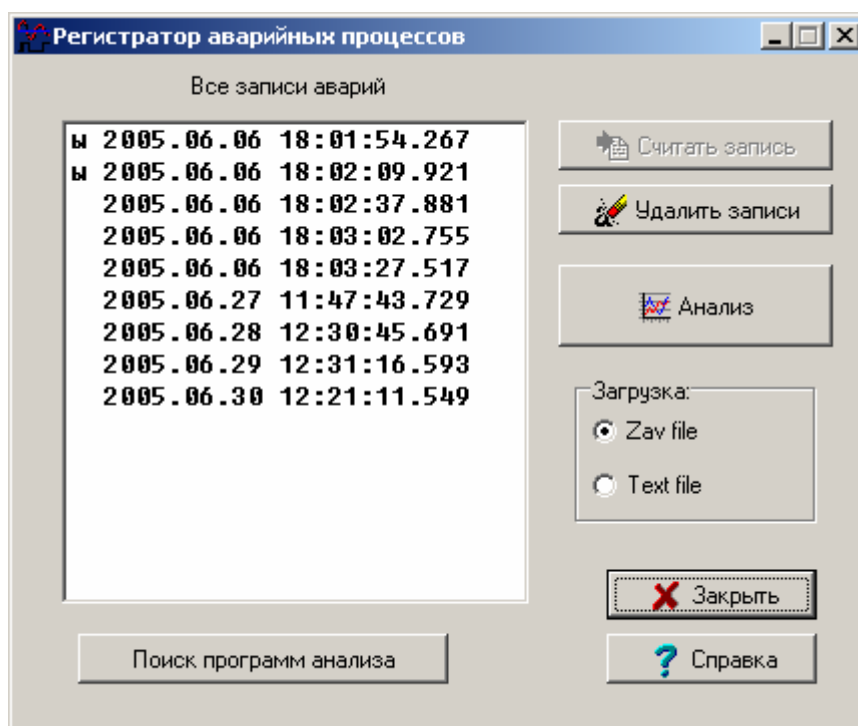 Регистратор аварийных процессов
Все записи аварий
ы 2005.06.06 18:01:54.267
ы 2005.06.06 18:02:09.921
2005.06.06 18:02:37.881
2005.06.06 18:03:02.755
2005.06.06 18:03:27.517
2005.06.27 11:47:43.729
2005.06.28 12:30:45.691
2005.06.29 12:31:16.593
2005.06.30 12:21:11.549
Считать запись
Удалить записи
Анализ
Загрузка:
Zav file
Text file
Закрыть
Поиск программ анализа
Справка